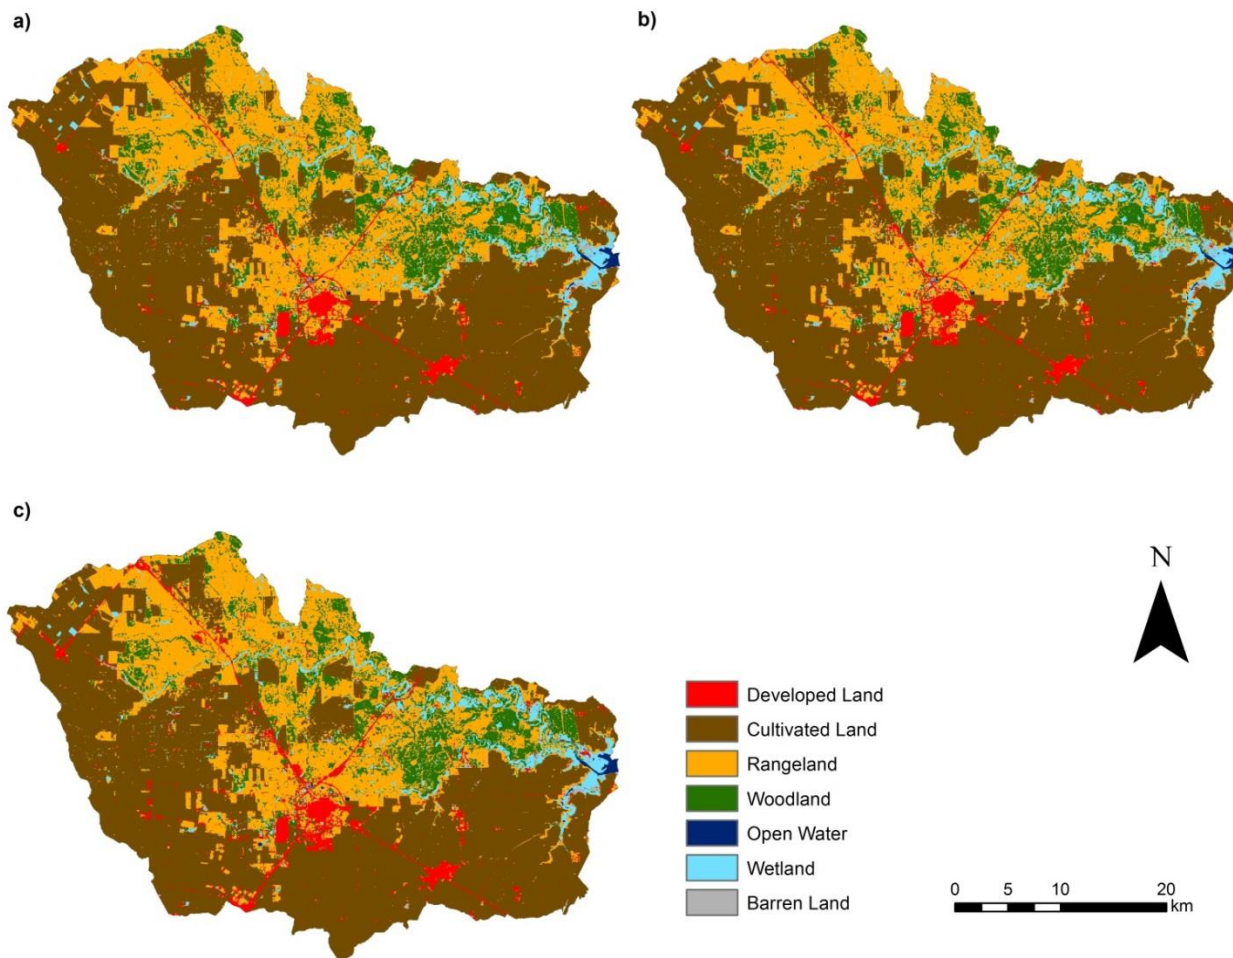 a)
b)
c)
N
Developed Land
Cultivated Land
Rangeland
Woodland
Open Water
Wetland
Barren Land
0 5 10 20
km